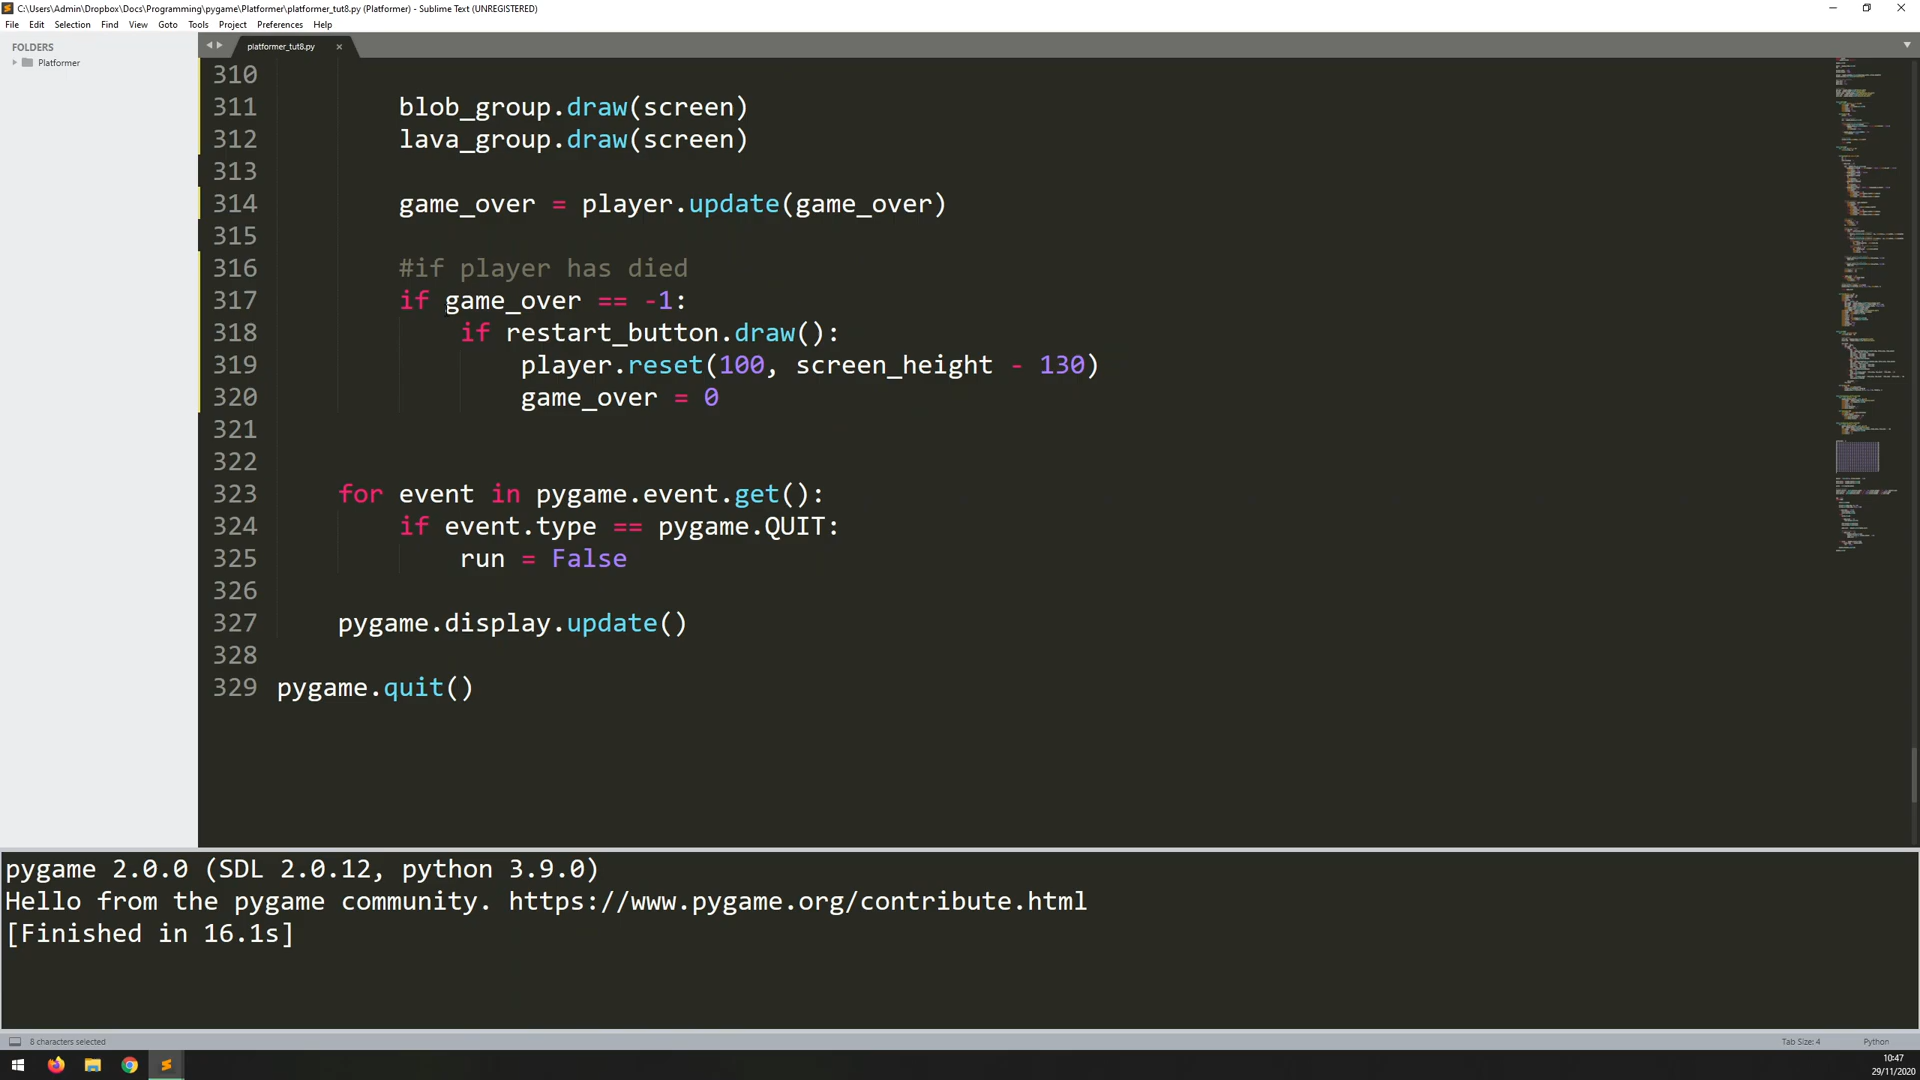 C:\Users\Admin\Dropbox\Docs\Programming\pygame\Platformer\platformer_tut8.py (Platformer) - Sublime Text (UNREGISTERED)
File Edit Selection Find View Goto Tools Project Preferences Help
FOLDERS
Platformer
platformer_tut8.py
310
311 blob_group.draw(screen)
312 lava_group.draw(screen)
313
314 game_over = player.update(game_over)
315
316 #if player has died
317 if game_over == -1:
318 if restart_button.draw():
319 player.reset(100, screen_height - 130)
320 game_over = 0
321
322
323 for event in pygame.event.get():
324 if event.type == pygame.QUIT:
325 run = False
326
327 pygame.display.update()
328
329 pygame.quit()
pygame 2.0.0 (SDL 2.0.12, python 3.9.0)
Hello from the pygame community. https://www.pygame.org/contribute.html
[Finished in 16.1s]
8 characters selected
Tab Size: 4 Python
10:47
29/11/2020